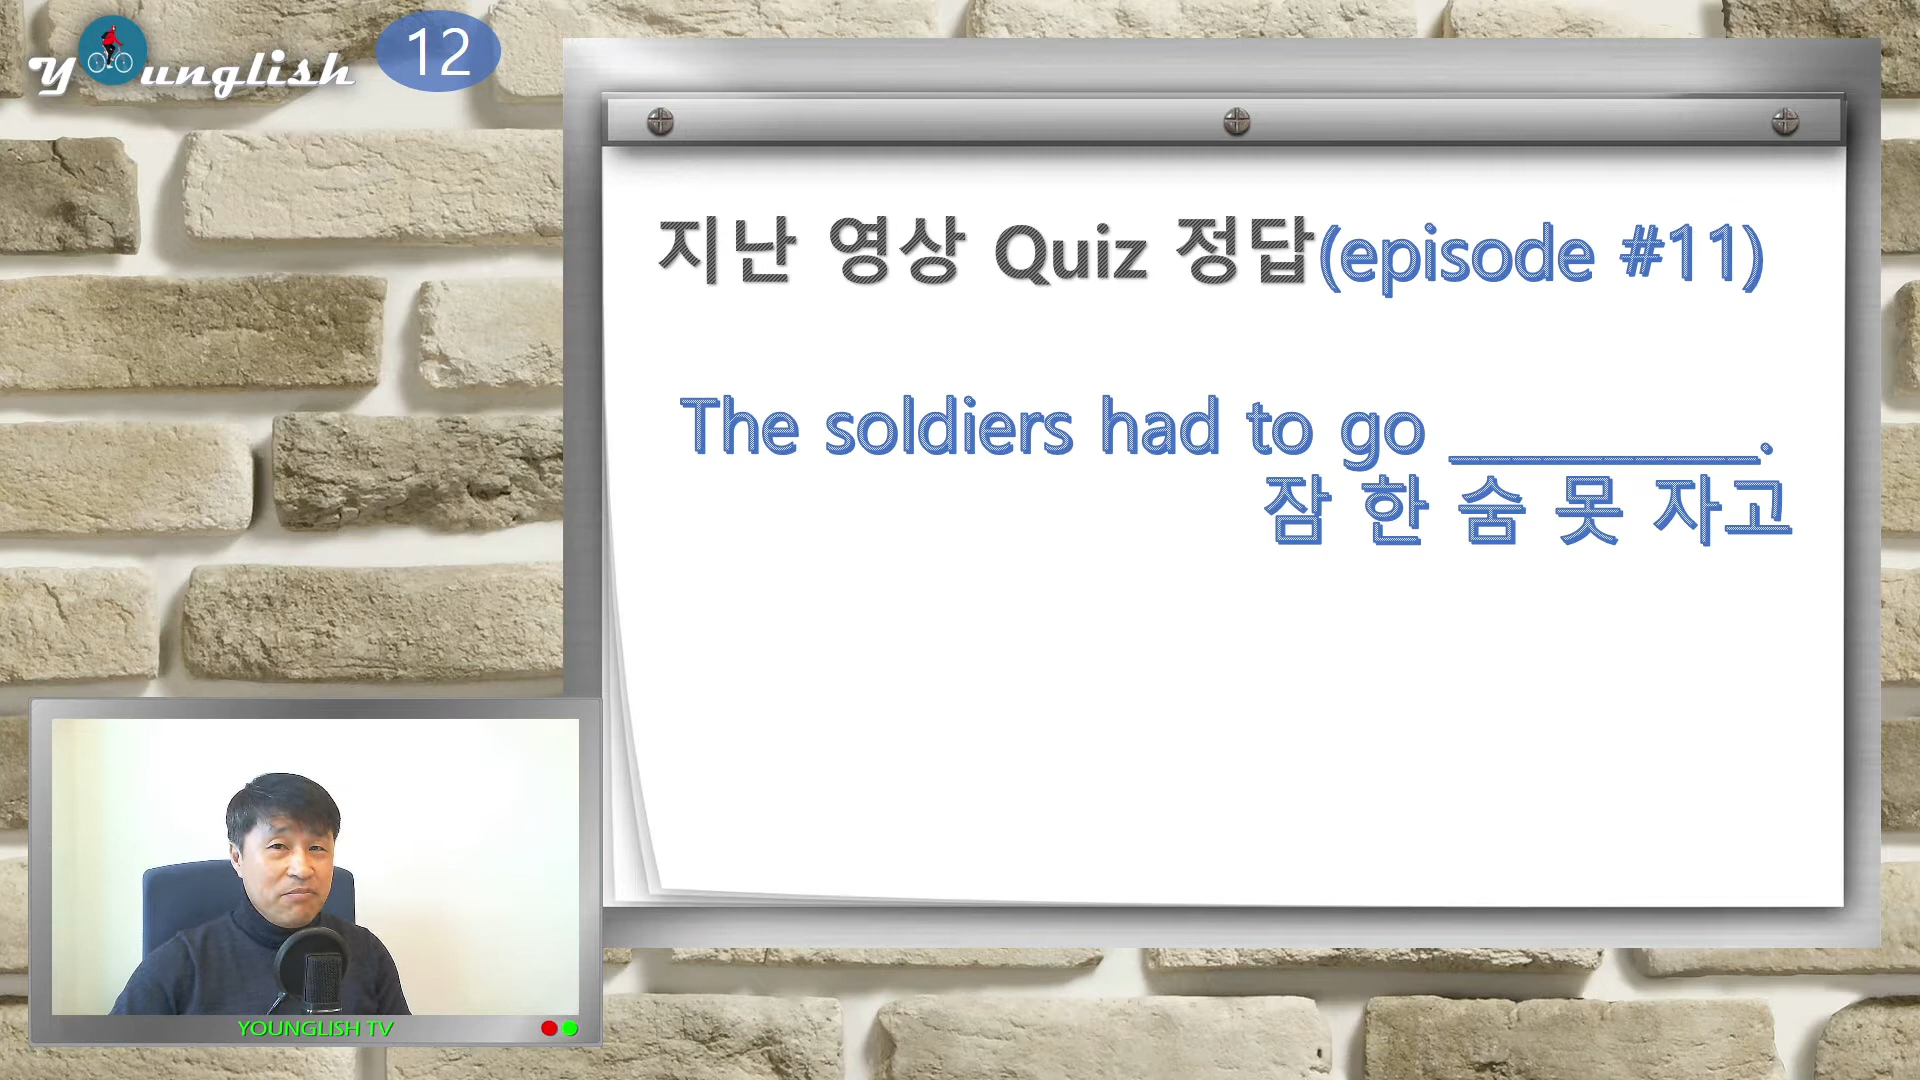 Younglish 12
지난 영상 Quiz 정답(episode #11)
The soldiers had to go __________.
잠 한 숨 못 자고
YOUNGLISH TV